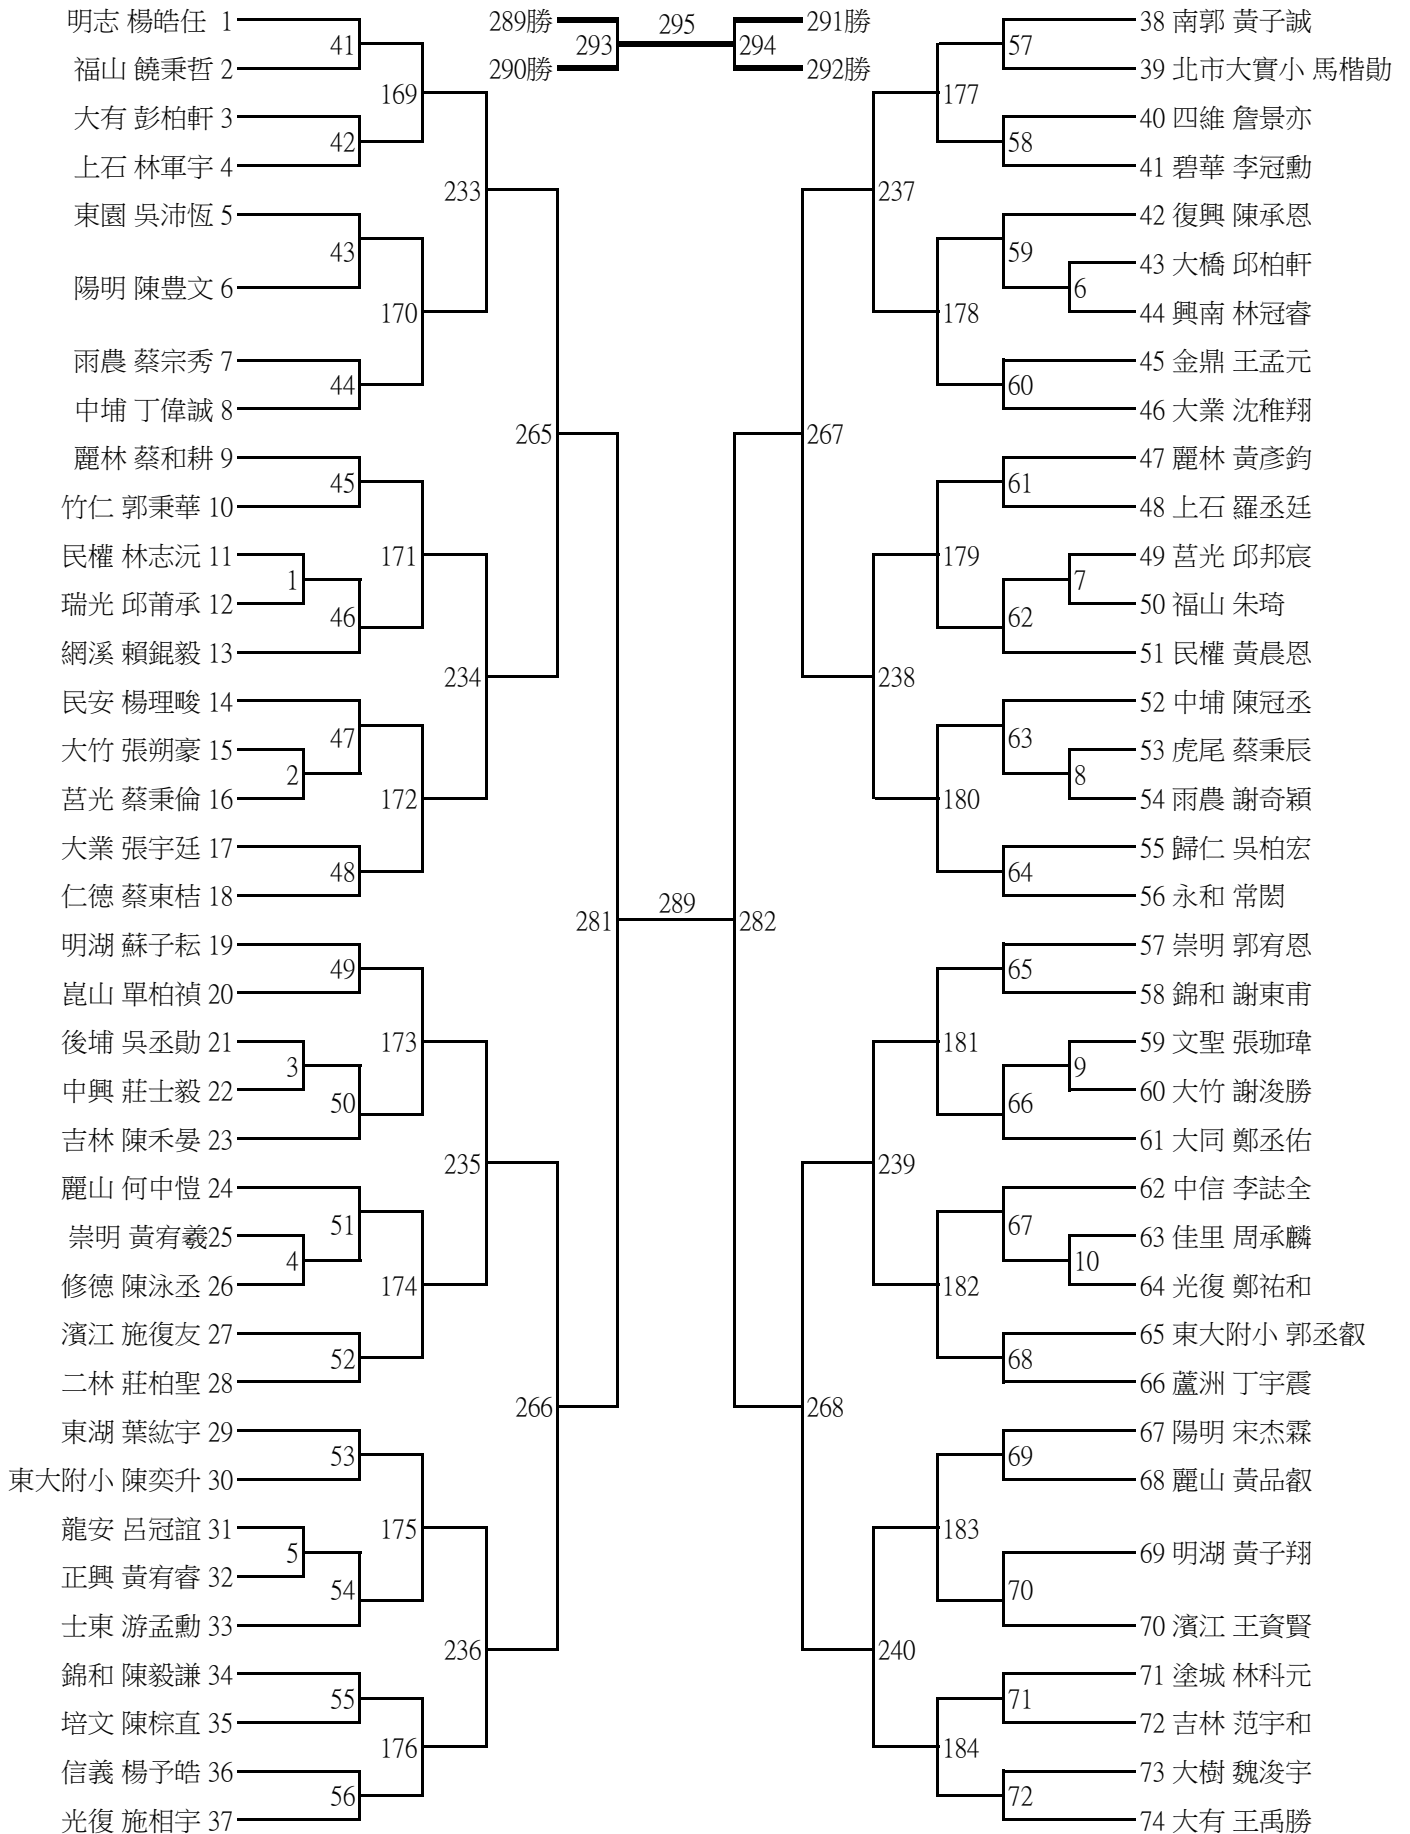 289勝
290勝
293
295
294
291勝
292勝
明志 楊皓任 1
福山 饒秉哲 2
大有 彭柏軒 3
上石 林軍宇 4
東園 吳沛恆 5
陽明 陳豊文 6
雨農 蔡宗秀 7
中埔 丁偉誠 8
麗林 蔡和耕 9
竹仁 郭秉華 10
民權 林志沅 11
瑞光 邱莆承 12
網溪 賴錕毅 13
民安 楊理畯 14
大竹 張朔豪 15
莒光 蔡秉倫 16
大業 張宇廷 17
仁德 蔡東桔 18
明湖 蘇子耘 19
崑山 單柏禎 20
後埔 吳丞勛 21
中興 莊士毅 22
吉林 陳禾晏 23
麗山 何中愷 24
崇明 黃宥羲25
修德 陳泳丞 26
濱江 施復友 27
二林 莊柏聖 28
東湖 葉紘宇 29
東大附小 陳奕升 30
龍安 呂冠誼 31
正興 黃宥睿 32
士東 游孟勳 33
錦和 陳毅謙 34
培文 陳棕直 35
信義 楊予皓 36
光復 施相宇 37
1
2
3
4
5
41
42
43
44
45
46
47
48
49
50
51
52
53
54
55
56
169
170
171
172
173
174
175
176
233
234
235
236
265
266
281
289
282
267
268
237
238
239
240
177
178
179
180
181
182
183
184
57
58
59
60
61
62
63
64
65
66
67
68
69
70
71
72
6
7
8
9
10
38 南郭 黃子誠
39 北市大實小 馬楷勛
40 四維 詹景亦
41 碧華 李冠勳
42 復興 陳承恩
43 大橋 邱柏軒
44 興南 林冠睿
45 金鼎 王孟元
46 大業 沈稚翔
47 麗林 黃彥鈞
48 上石 羅丞廷
49 莒光 邱邦宸
50 福山 朱琦
51 民權 黃晨恩
52 中埔 陳冠丞
53 虎尾 蔡秉辰
54 雨農 謝奇穎
55 歸仁 吳柏宏
56 永和 常閎
57 崇明 郭宥恩
58 錦和 謝東甫
59 文聖 張珈瑋
60 大竹 謝浚勝
61 大同 鄭丞佑
62 中信 李誌全
63 佳里 周承麟
64 光復 鄭祐和
65 東大附小 郭丞叡
66 蘆洲 丁宇震
67 陽明 宋杰霖
68 麗山 黃品叡
69 明湖 黃子翔
70 濱江 王資賢
71 塗城 林科元
72 吉林 范宇和
73 大樹 魏浚宇
74 大有 王禹勝